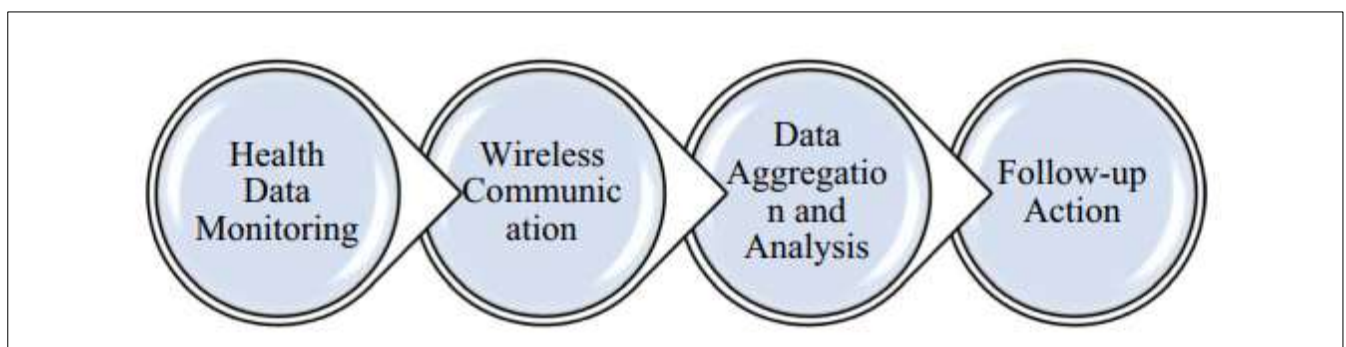 Health
Data
Monitoring
Wireless
Communic
ation
Data
Aggregatio
n and
Analysis
Follow-up
Action